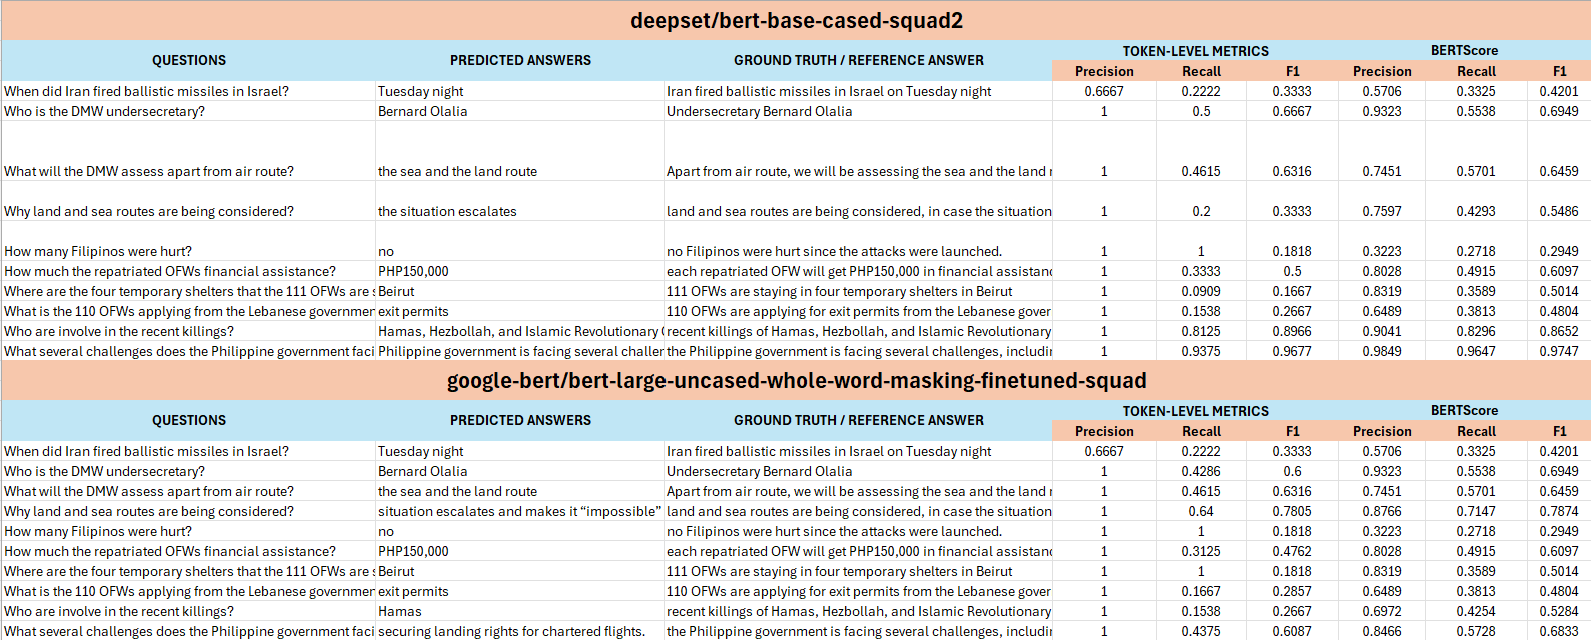 deepset/bert-base-cased-squad2
QUESTIONS PREDICTED ANSWERS GROUND TRUTH / REFERENCE ANSWER TOKEN-LEVEL METRICS BERTScore
Precision Recall F1 Precision Recall F1
When did Iran fired ballistic missiles in Israel? Tuesday night Iran fired ballistic missiles in Israel on Tuesday night 0.6667 0.2222 0.3333 0.5706 0.3325 0.4201
Who is the DMW undersecretary? Bernard Olalia Undersecretary Bernard Olalia 1 0.5 0.6667 0.9323 0.5538 0.6949
What will the DMW assess apart from air route? the sea and the land route Apart from air route, we will be assessing the sea and the land r 1 0.4615 0.6316 0.7451 0.5701 0.6459
Why land and sea routes are being considered? the situation escalates land and sea routes are being considered, in case the situation 1 0.2 0.3333 0.7597 0.4293 0.5486
How many Filipinos were hurt? no no Filipinos were hurt since the attacks were launched. 1 1 0.1818 0.3223 0.2718 0.2949
How much the repatriated OFWs financial assistance? PHP150,000 each repatriated OFW will get PHP150,000 in financial assistanc 1 0.3333 0.5 0.8028 0.4915 0.6097
Where are the four temporary shelters that the 111 OFWs are s Beirut 111 OFWs are staying in four temporary shelters in Beirut 1 0.0909 0.1667 0.8319 0.3589 0.5014
What is the 110 OFWs applying from the Lebanese governmen exit permits 110 OFWs are applying for exit permits from the Lebanese gover 1 0.1538 0.2667 0.6489 0.3813 0.4804
Who are involve in the recent killings? Hamas, Hezbollah, and Islamic Revolutionary ( recent killings of Hamas, Hezbollah, and Islamic Revolutionary 1 0.8125 0.8966 0.9041 0.8296 0.8652
What several challenges does the Philippine government faci Philippine government is facing several challer the Philippine government is facing several challenges, includir 1 0.9375 0.9677 0.9849 0.9647 0.9747
google-bert/bert-large-uncased-whole-word-masking-finetuned-squad
QUESTIONS PREDICTED ANSWERS GROUND TRUTH / REFERENCE ANSWER TOKEN-LEVEL METRICS BERTScore
Precision Recall F1 Precision Recall F1
When did Iran fired ballistic missiles in Israel? Tuesday night Iran fired ballistic missiles in Israel on Tuesday night 0.6667 0.2222 0.3333 0.5706 0.3325 0.4201
Who is the DMW undersecretary? Bernard Olalia Undersecretary Bernard Olalia 1 0.4286 0.6 0.9323 0.5538 0.6949
What will the DMW assess apart from air route? the sea and the land route Apart from air route, we will be assessing the sea and the land r 1 0.4615 0.6316 0.7451 0.5701 0.6459
Why land and sea routes are being considered? situation escalates and makes it “impossible” land and sea routes are being considered, in case the situation 1 0.64 0.7805 0.8766 0.7147 0.7874
How many Filipinos were hurt? no no Filipinos were hurt since the attacks were launched. 1 1 0.1818 0.3223 0.2718 0.2949
How much the repatriated OFWs financial assistance? PHP150,000 each repatriated OFW will get PHP150,000 in financial assistanc 1 0.3125 0.4762 0.8028 0.4915 0.6097
Where are the four temporary shelters that the 111 OFWs are s Beirut 111 OFWs are staying in four temporary shelters in Beirut 1 1 0.1818 0.8319 0.3589 0.5014
What is the 110 OFWs applying from the Lebanese governmen exit permits 110 OFWs are applying for exit permits from the Lebanese gover 1 0.1667 0.2857 0.6489 0.3813 0.4804
Who are involve in the recent killings? Hamas recent killings of Hamas, Hezbollah, and Islamic Revolutionary 1 0.1538 0.2667 0.6972 0.4254 0.5284
What several challenges does the Philippine government faci securing landing rights for chartered flights. the Philippine government is facing several challenges, includir 1 0.4375 0.6087 0.8466 0.5728 0.6833